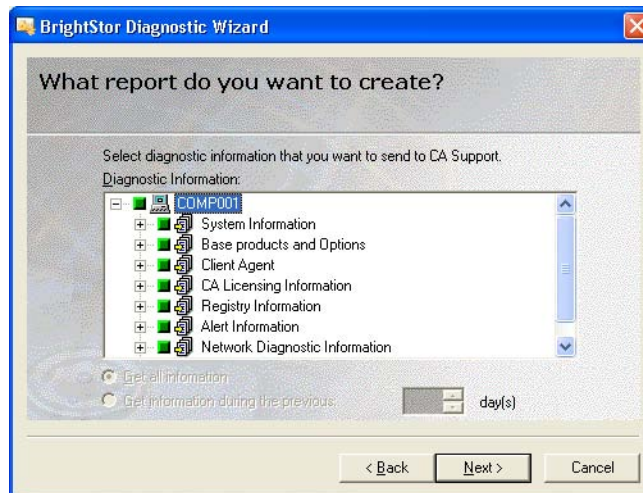 BrightStor Diagnostic Wizard
What report do you want to create?
Select diagnostic information that you want to send to CA Support.
Diagnostic Information:
COMP001
System Information
Base products and Options
Client Agent
CA Licensing Information
Registry Information
Alert Information
Network Diagnostic Information
Get all infomation
Get information during the previous:
day(s)
< Back
Next >
Cancel